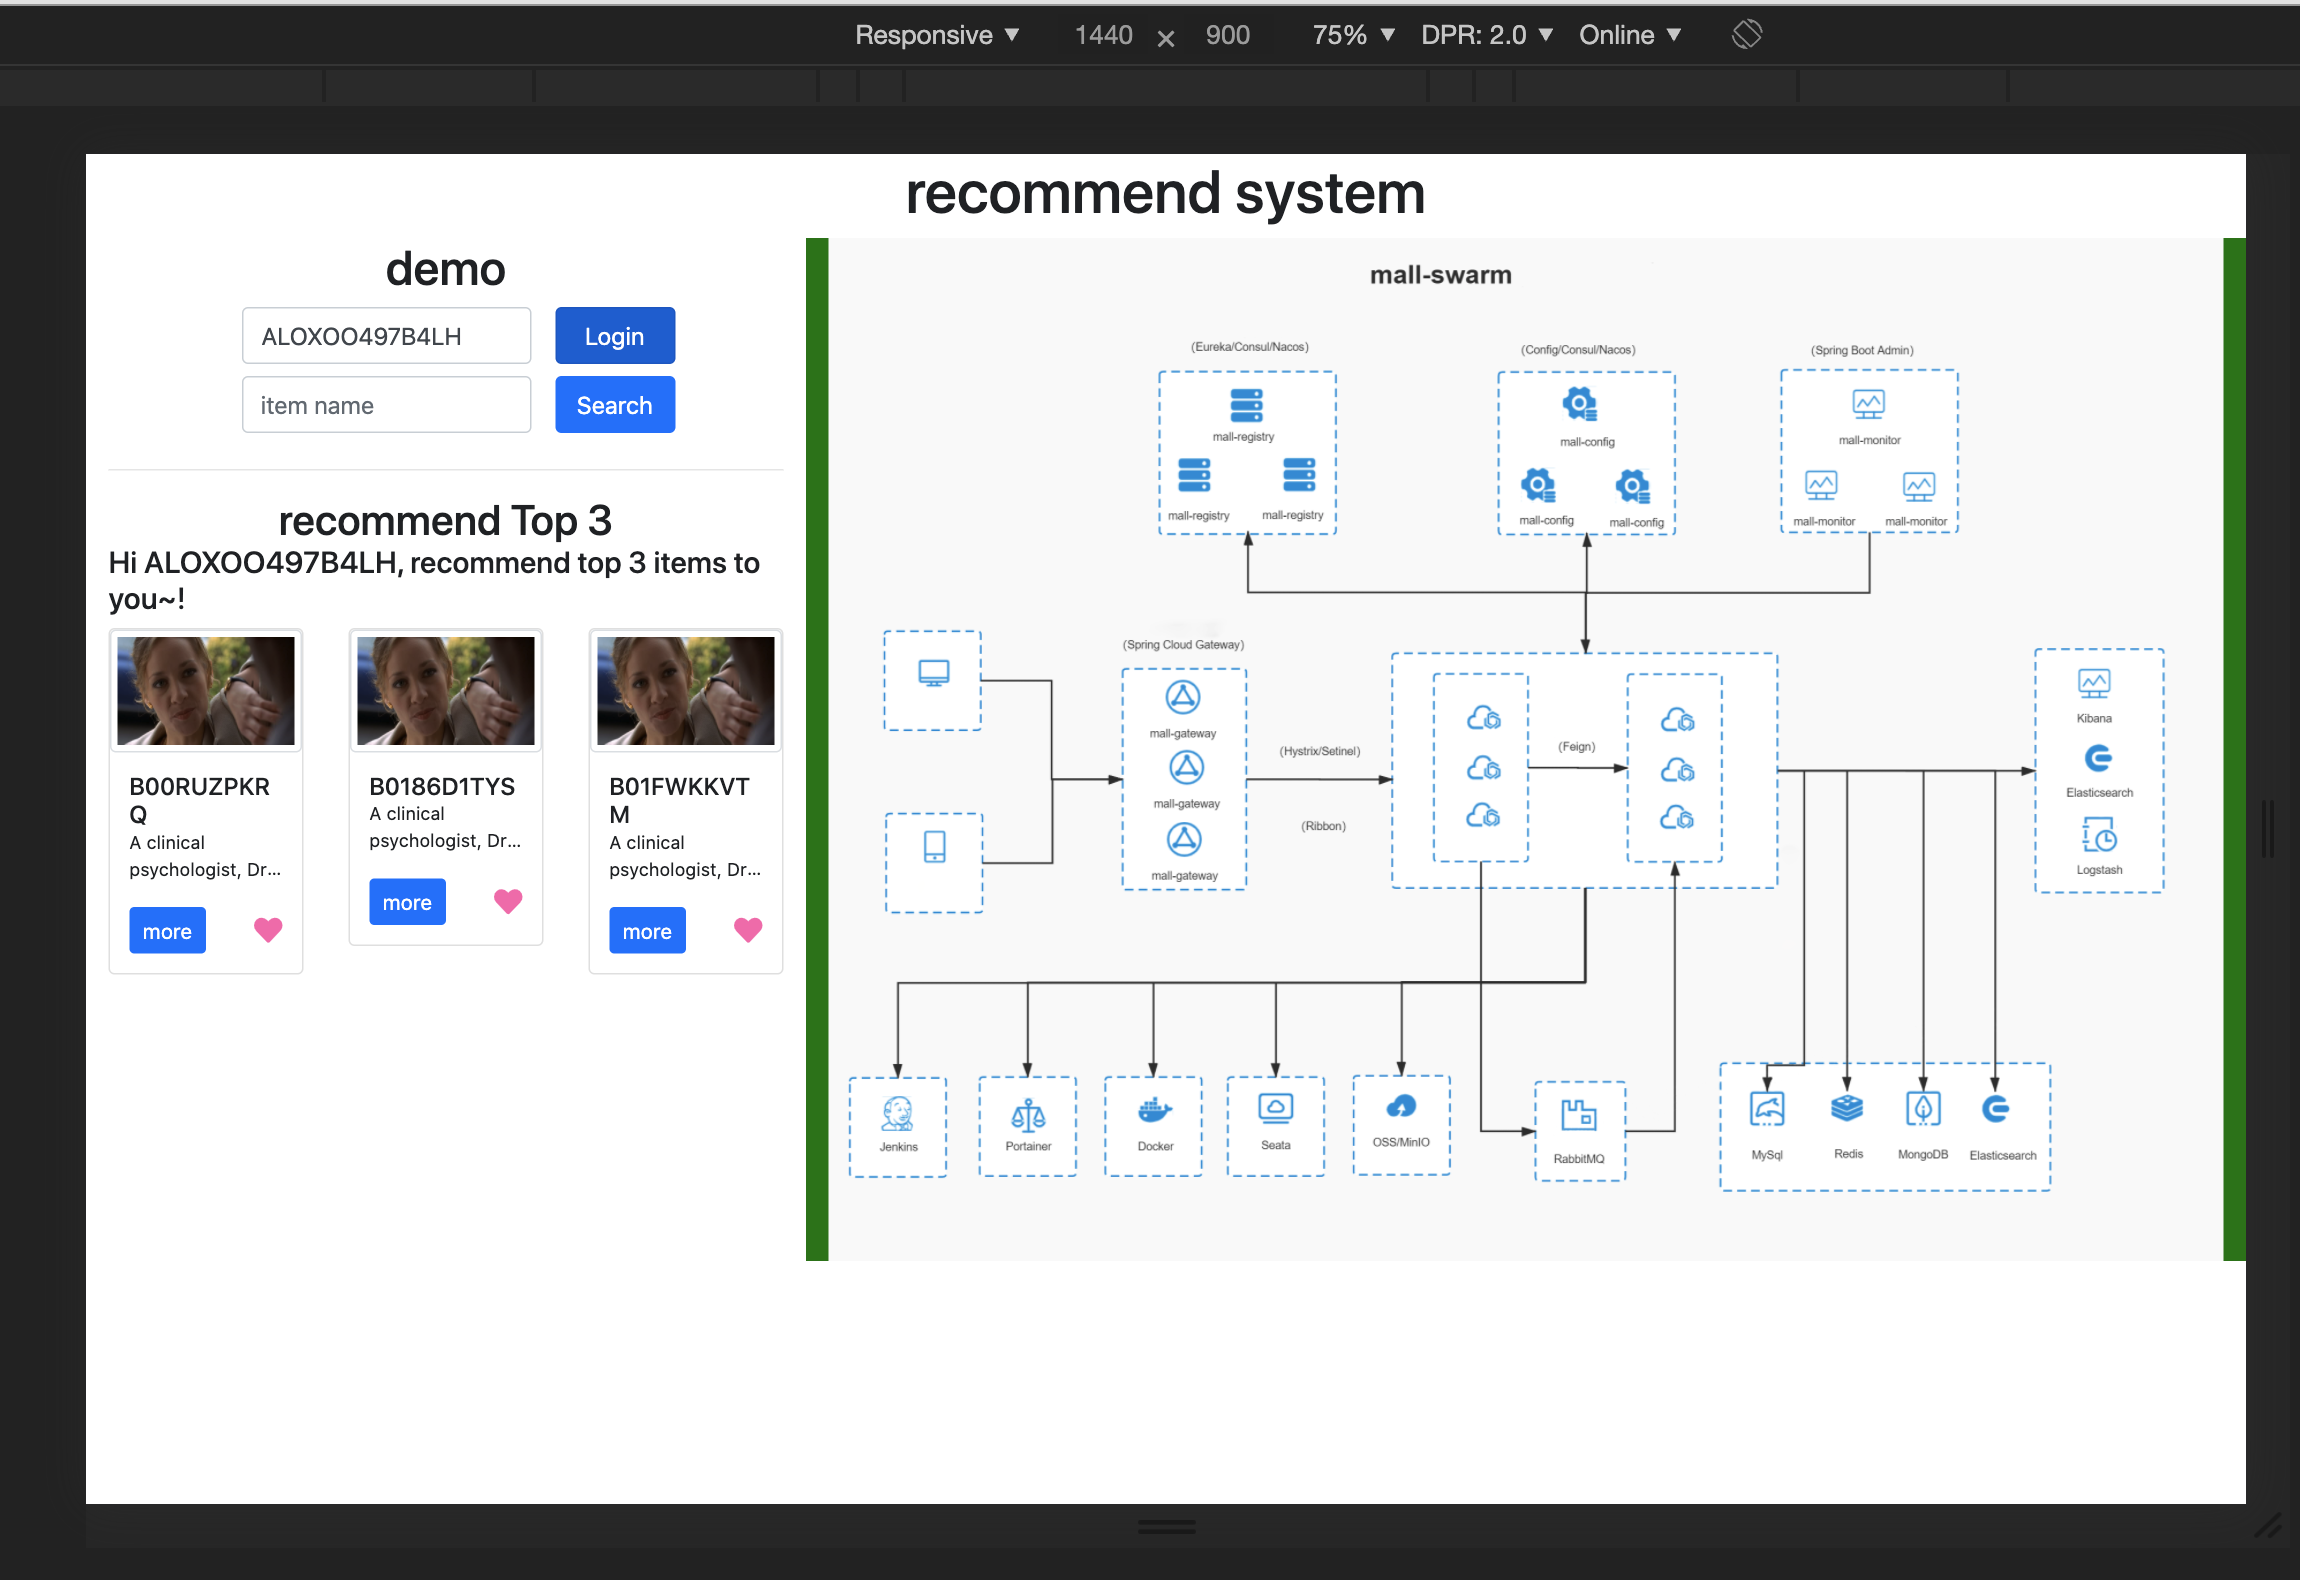 Responsive ▼ 1440 × 900 75% ▼ DPR: 2.0 ▼ Online ▼
recommend system
demo
ALOXOO497B4LH
Login
item name
Search
recommend Top 3
Hi ALOXOO497B4LH, recommend top 3 items to
you~!
B00RUZPKR
Q
A clinical
psychologist, Dr...
more
B0186D1TYS
A clinical
psychologist, Dr...
more
B01FWKKVT
M
A clinical
psychologist, Dr...
more
mall-swarm
(Eureka/Consul/Nacos)
mall-registry
mall-registry
mall-registry
(Config/Consul/Nacos)
mall-config
mall-config
mall-config
(Spring Boot Admin)
mall-monitor
mall-monitor
mall-monitor
(Spring Cloud Gateway)
mall-gateway
mall-gateway
mall-gateway
(Hystrix/Setinel)
(Ribbon)
(Feign)
Kibana
Elasticsearch
Logstash
Jenkins
Portainer
Docker
Seata
OSS/MinIO
RabbitMQ
MySql
Redis
MongoDB
Elasticsearch